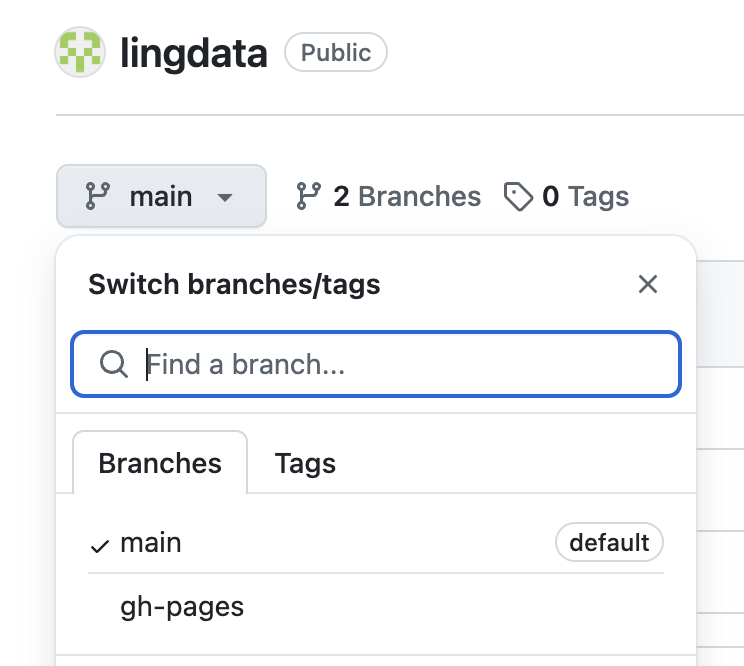 lingdata Public
main 2 Branches 0 Tags
Switch branches/tags
Find a branch...
Branches Tags
main default
gh-pages